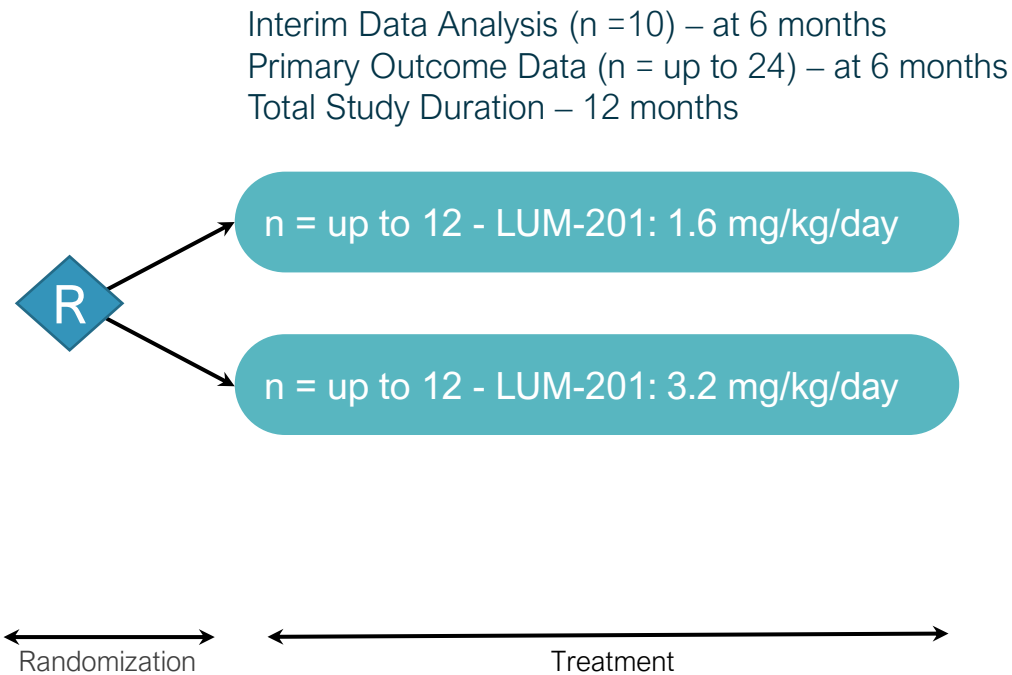 Interim Data Analysis (n =10) – at 6 months
Primary Outcome Data (n = up to 24) – at 6 months
Total Study Duration – 12 months
n = up to 12 - LUM-201: 1.6 mg/kg/day
R
n = up to 12 - LUM-201: 3.2 mg/kg/day
Randomization
Treatment